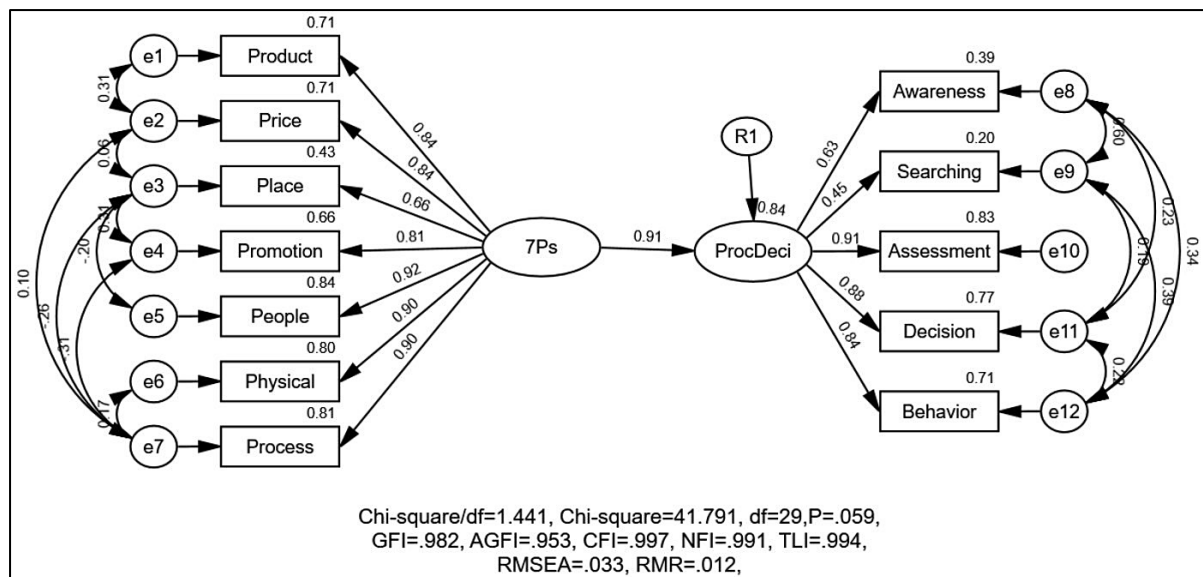 e1
0.71
Product
0.31
e2
0.71
Price
0.06
e3
0.43
Place
0.31
-.20
e4
0.66
Promotion
0.10
-.26
-.31
e5
0.84
People
e6
0.80
Physical
0.17
e7
0.81
Process
0.84
0.84
0.66
0.81
0.92
0.90
0.90
7Ps
0.91
R1
0.84
ProcDeci
0.63
0.45
0.91
0.88
0.84
0.39
Awareness
e8
0.60
0.20
Searching
e9
0.23
0.34
0.83
Assessment
e10
0.19
0.39
0.77
Decision
e11
0.71
Behavior
e12
Chi-square/df=1.441, Chi-square=41.791, df=29,P=.059,
GFI=.982, AGFI=.953, CFI=.997, NFI=.991, TLI=.994,
RMSEA=.033, RMR=.012,